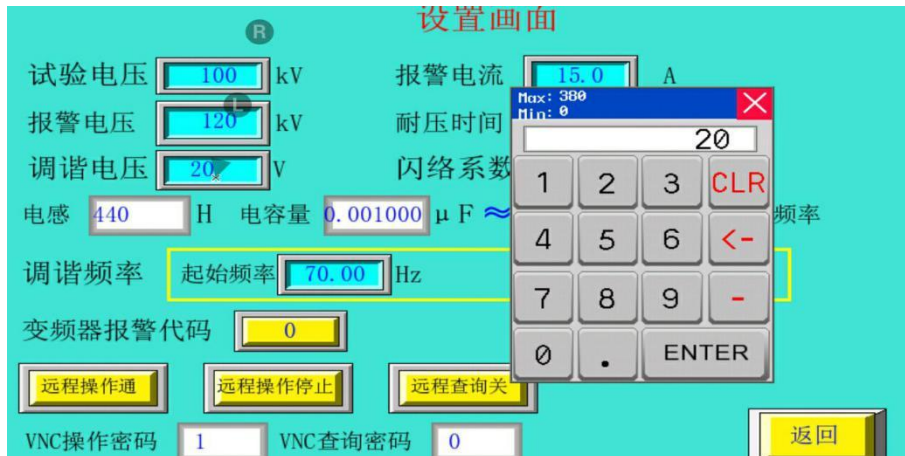 设置画面
R
试验电压 100 kV 报警电流 15.0 A
报警电压 120 kV 耐压时间
L
调谐电压 20 V 闪络系数
电感 440 H 电容量 0.001000 μF ≈ 频率
调谐频率 起始频率 70.00 Hz
变频器报警代码 0
远程操作通 远程操作停止 远程查询关
VNC操作密码 1 VNC查询密码 0
返回
Max: 380
Min: 0
20
1 2 3 CLR
4 5 6 <-
7 8 9 -
0 . ENTER